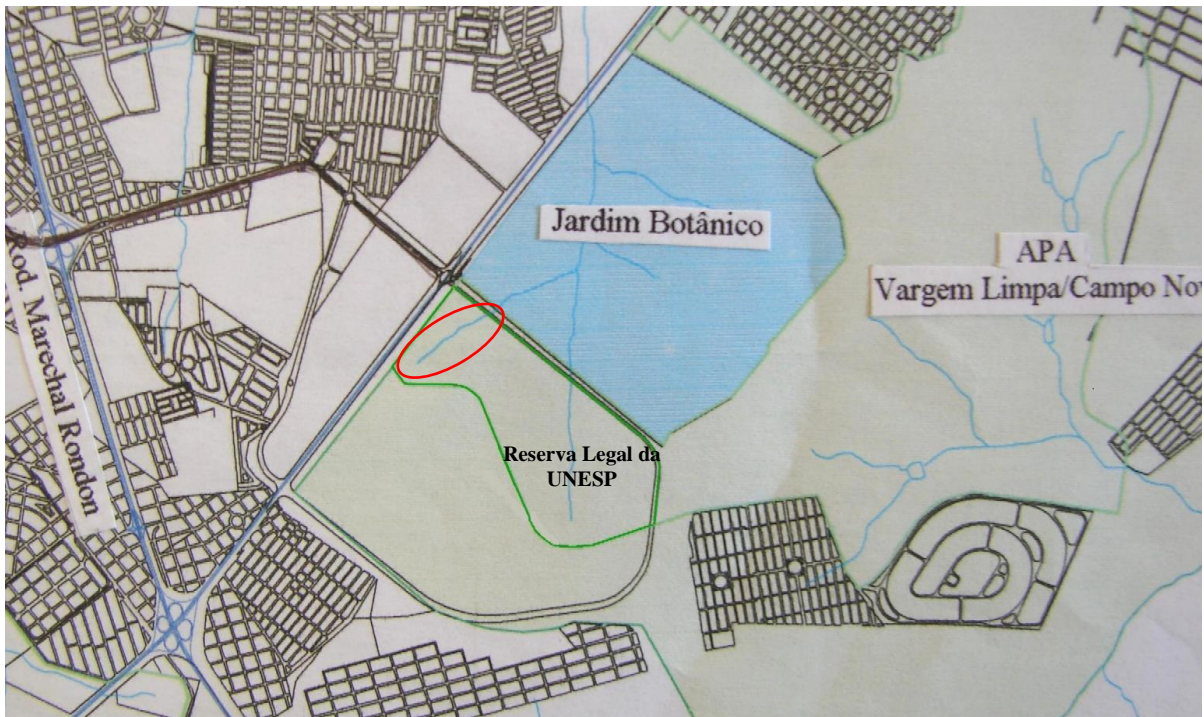 Jardim Botânico
APA
Vargem Limpa/Campo Nov
Rod. Marechal Rondon
Reserva Legal da
UNESP